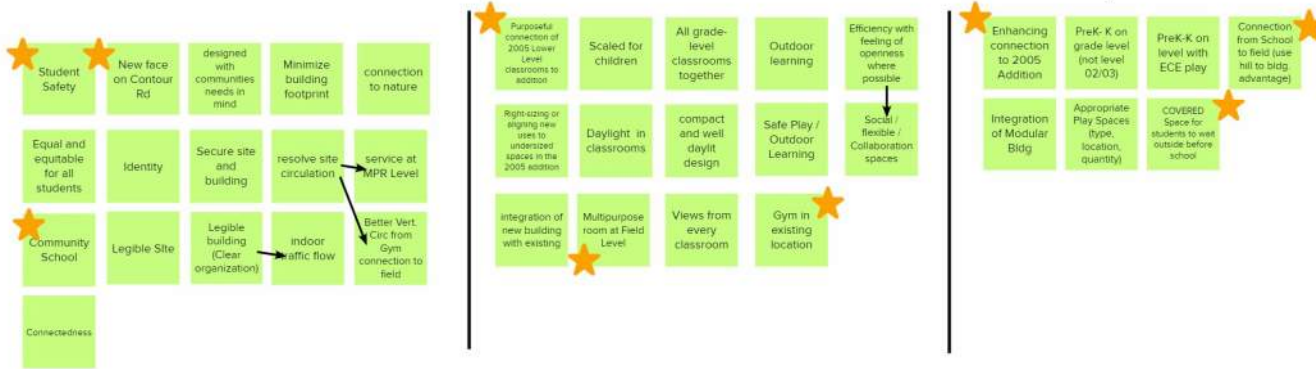 Student
Safety
New face
on Contour
Rd
designed
with
communities
needs in
mind
Minimize
building
footprint
connection
to nature
Equal and
equitable
for all
students
Identity
Secure site
and
building
resolve site
circulation
service at
MPR Level
Community
School
Legible SIte
Legible
building
(Clear
organization)
indoor
traffic flow
Better Vert.
Circ from
Gym
connection to
field
Connectedness
Purposeful
connection of
2005 Lower
Level
classrooms to
addition
Scaled for
children
All grade-
level
classrooms
together
Outdoor
learning
Efficiency with
feeling of
openness
where
possible
Right-sizing or
aligning new
uses to
undersized
spaces in the
2005 addition
Daylight in
classrooms
compact
and well
daylit
design
Safe Play /
Outdoor
Learning
Social /
flexible /
Collaboration
spaces
integration of
new building
with existing
Multipurpose
room at Field
Level
Views from
every
classroom
Gym in
existing
location
Enhancing
connection
to 2005
Addition
PreK- K on
grade level
(not level
02/03)
PreK-K on
level with
ECE play
Connection
from School
to field (use
hill to bldg.
advantage)
Integration
of Modular
Bldg
Appropriate
Play Spaces
(type,
location,
quantity)
COVERED
Space for
students to wait
outside before
school